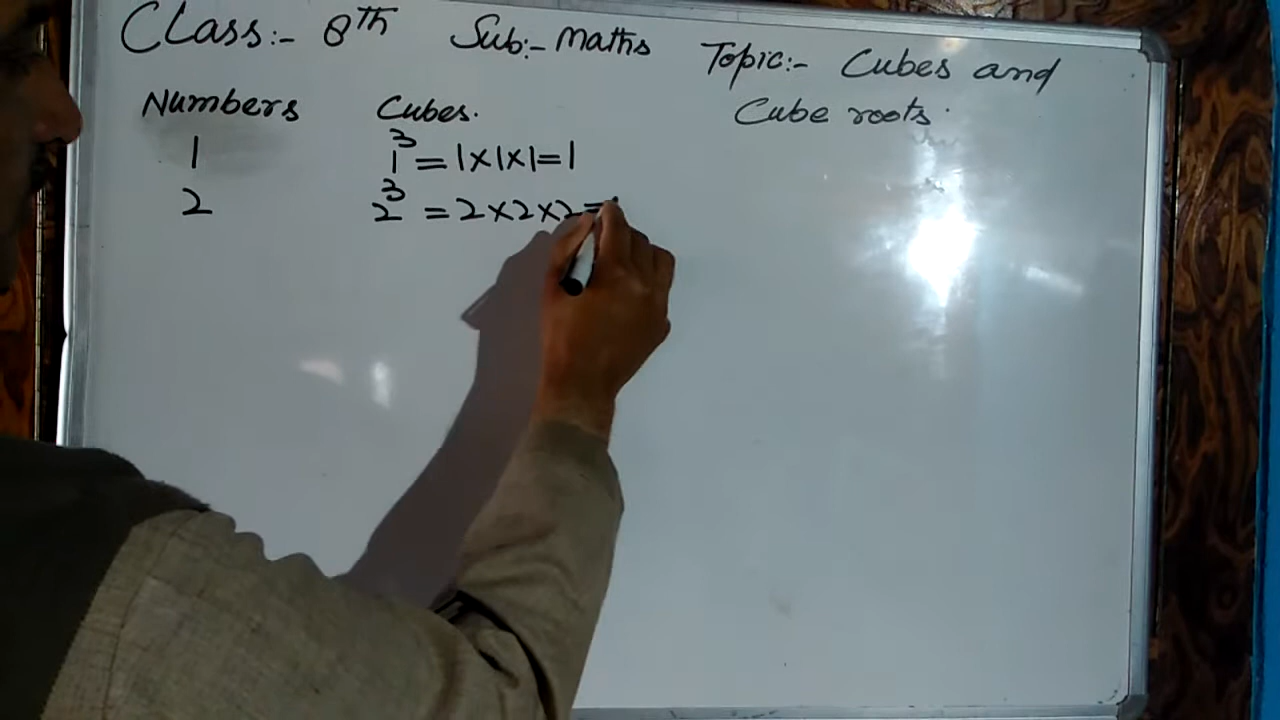 Class:- 8th Sub:- Maths Topic:- Cubes and
Cube roots.
Numbers Cubes.
1 1³ = 1×1×1=1
2 2³ = 2×2×2=